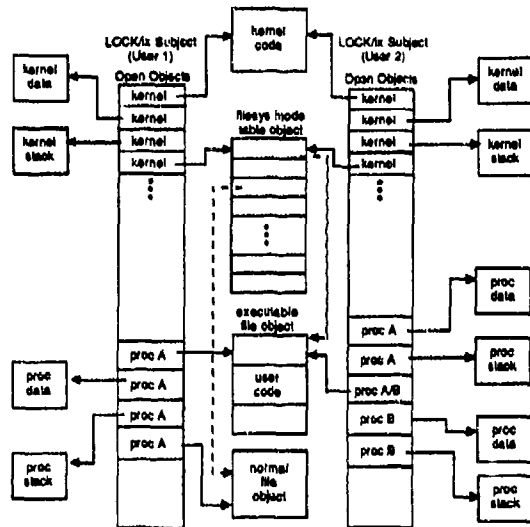 LOCK/ix Subject
(User 1)
Open Objects
kernel
code
LOCK/ix Subject
(User 2)
Open Objects
kernel
data
kernel
stack
kernel
kernel
kernel
kernel
filesys inode
table object
kernel
kernel
kernel
kernel
kernel
data
kernel
stack
executable
file object
user
code
normal
file
object
proc A
proc A
proc A
proc A
proc
data
proc
stack
proc A
proc A
proc A/B
proc B
proc B
proc
data
proc
stack
proc
data
proc
stack